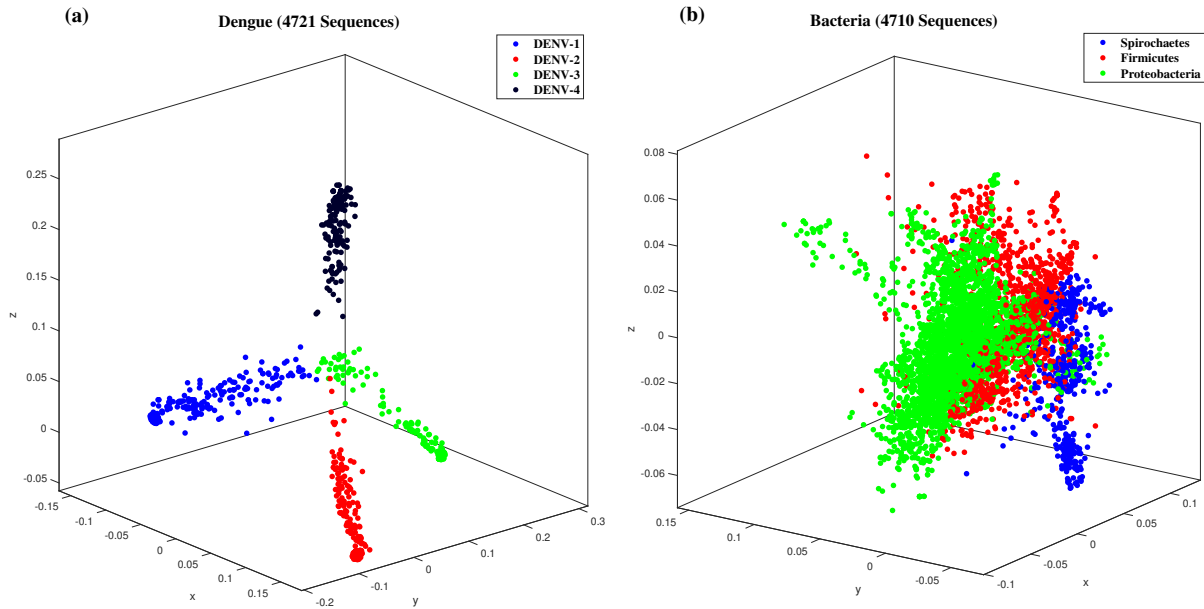 (a)
Dengue (4721 Sequences)
DENV-1
DENV-2
DENV-3
DENV-4
0.25
0.2
0.15
0.1
0.05
0
-0.05
z
-0.15
-0.1
-0.05
0
0.05
0.1
0.15
x
-0.2
-0.1
0
0.1
0.2
0.3
y
(b)
Bacteria (4710 Sequences)
Spirochaetes
Firmicutes
Proteobacteria
0.08
0.06
0.04
0.02
0
-0.02
-0.04
-0.06
z
0.15
0.1
0.05
0
-0.05
y
-0.1
-0.05
0
0.05
0.1
x